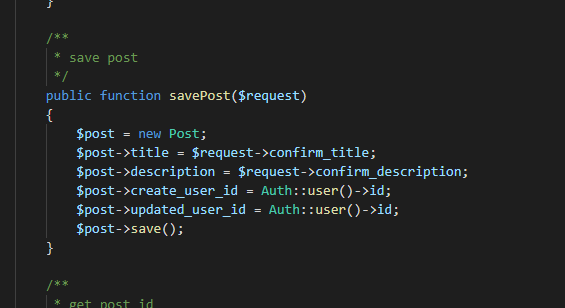 }
/**
* save post
*/
public function savePost($request)
{
$post = new Post;
$post->title = $request->confirm_title;
$post->description = $request->confirm_description;
$post->create_user_id = Auth::user()->id;
$post->updated_user_id = Auth::user()->id;
$post->save();
}
/**
* get post id